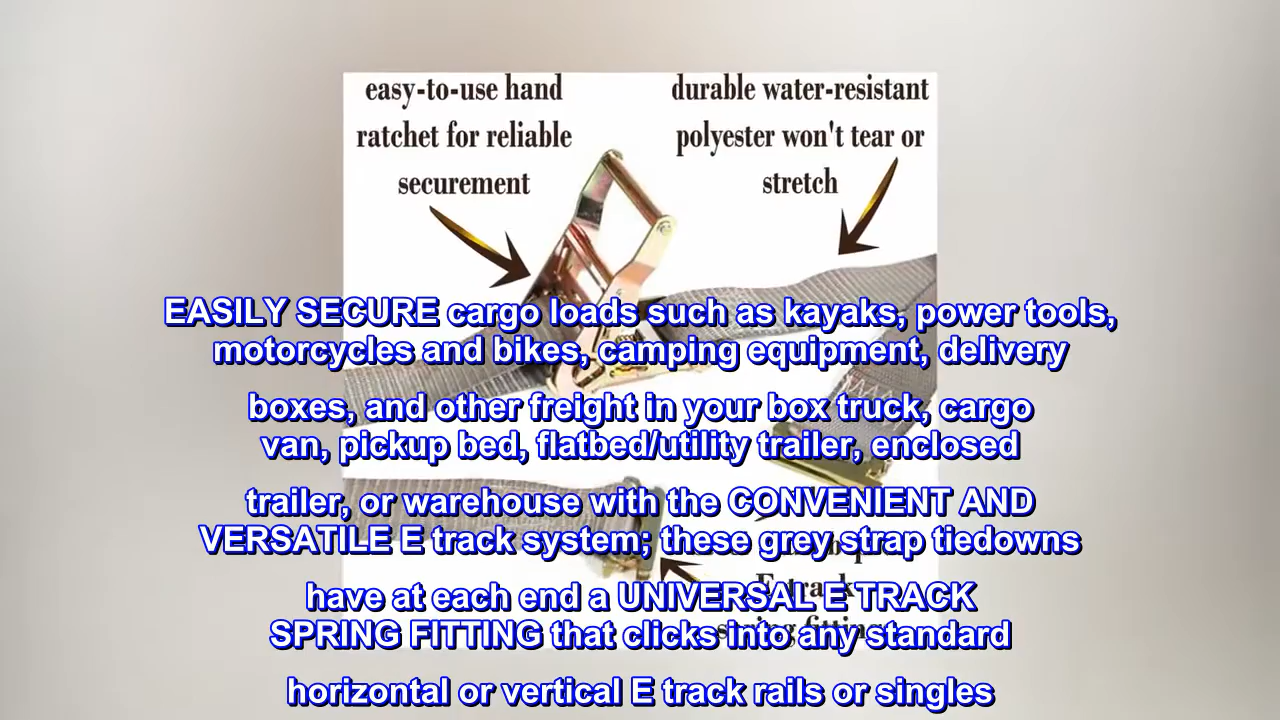 easy-to-use hand
ratchet for reliable
securement
durable water-resistant
polyester won't tear or
stretch
EASILY SECURE cargo loads such as kayaks, power tools,
motorcycles and bikes, camping equipment, delivery
boxes, and other freight in your box truck, cargo
van, pickup bed, flatbed/utility trailer, enclosed
trailer, or warehouse with the CONVENIENT AND
VERSATILE E track system; these grey strap tiedowns
have at each end a UNIVERSAL E TRACK
SPRING FITTING that clicks into any standard
horizontal or vertical E track rails or singles
E-track
spring fitting